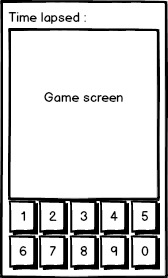 Time lapsed :
Game screen
1 2 3 4 5
6 7 8 9 0